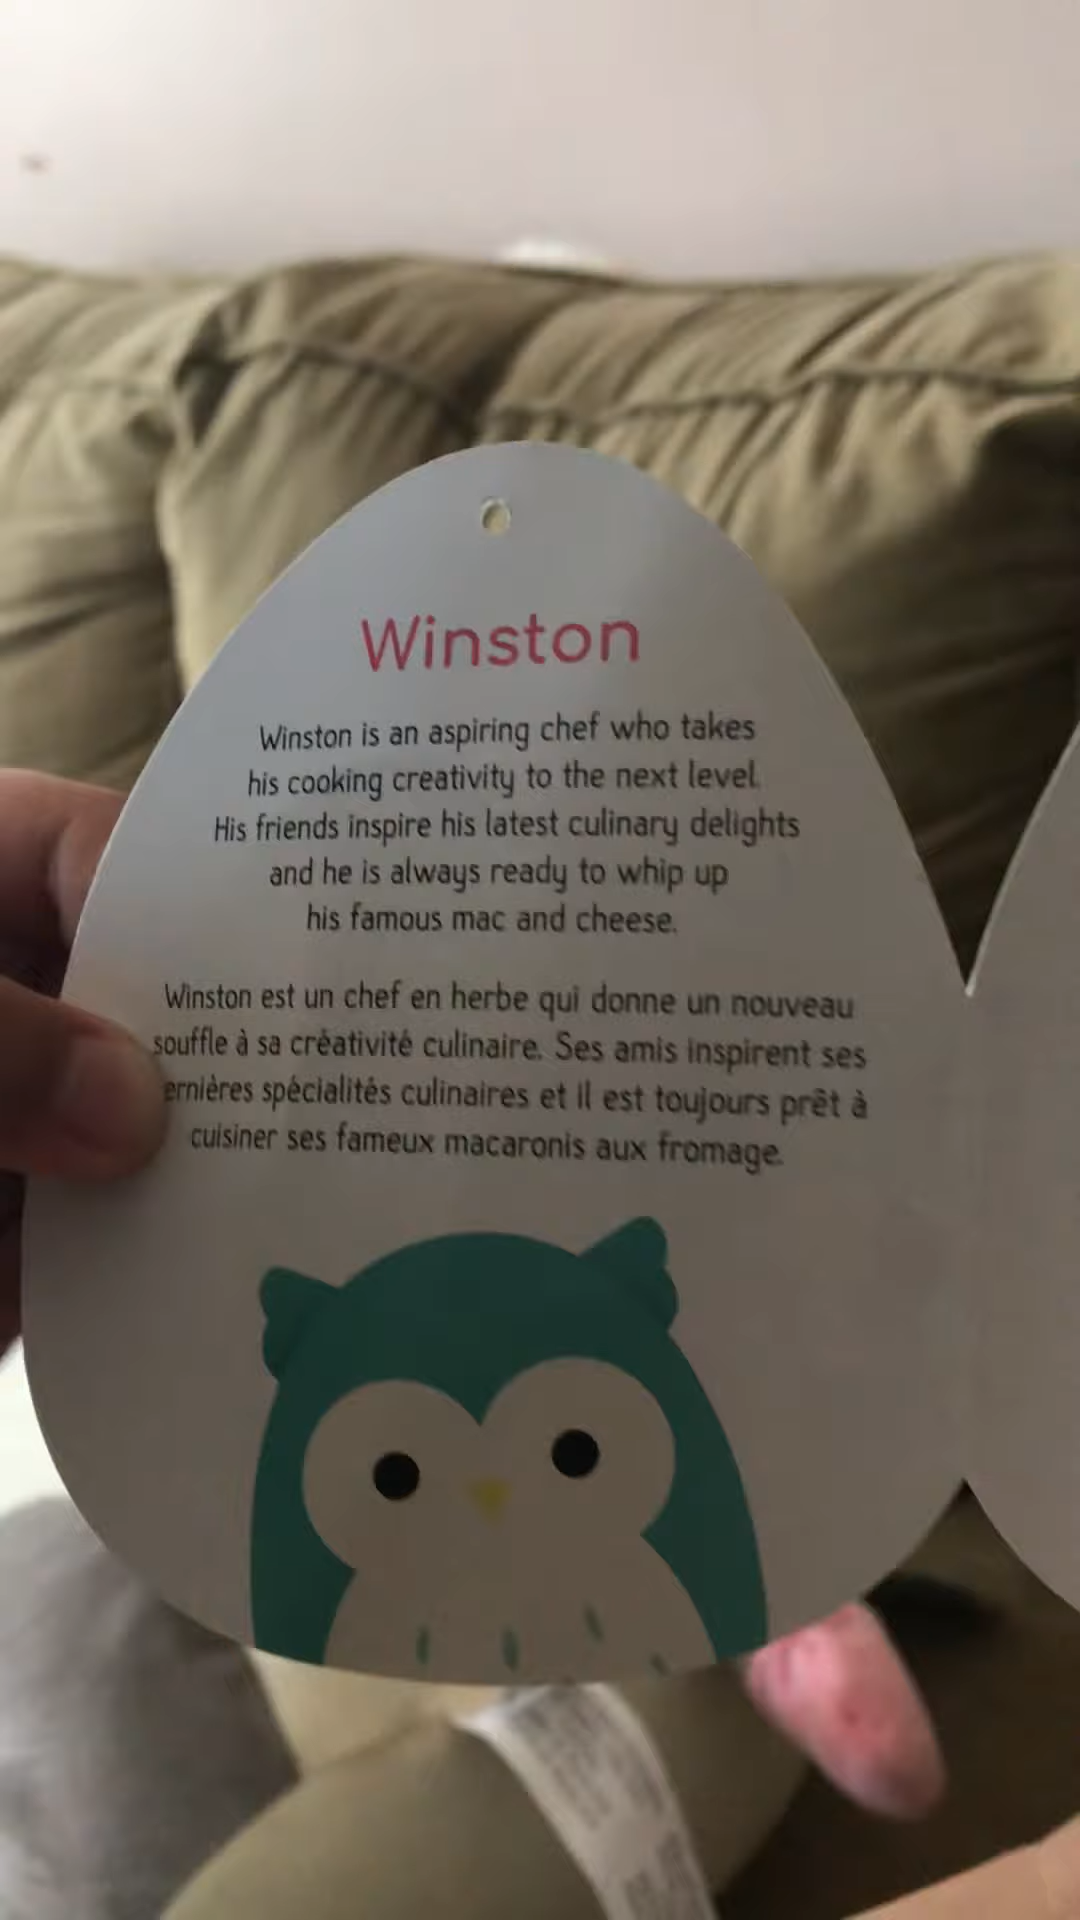 Winston
Winston is an aspiring chef who takes
his cooking creativity to the next level.
His friends inspire his latest culinary delights
and he is always ready to whip up
his famous mac and cheese.
Winston est un chef en herbe qui donne un nouveau
souffle à sa créativité culinaire. Ses amis inspirent ses
ernières spécialités culinaires et il est toujours prêt à
cuisiner ses fameux macaronis aux fromage.